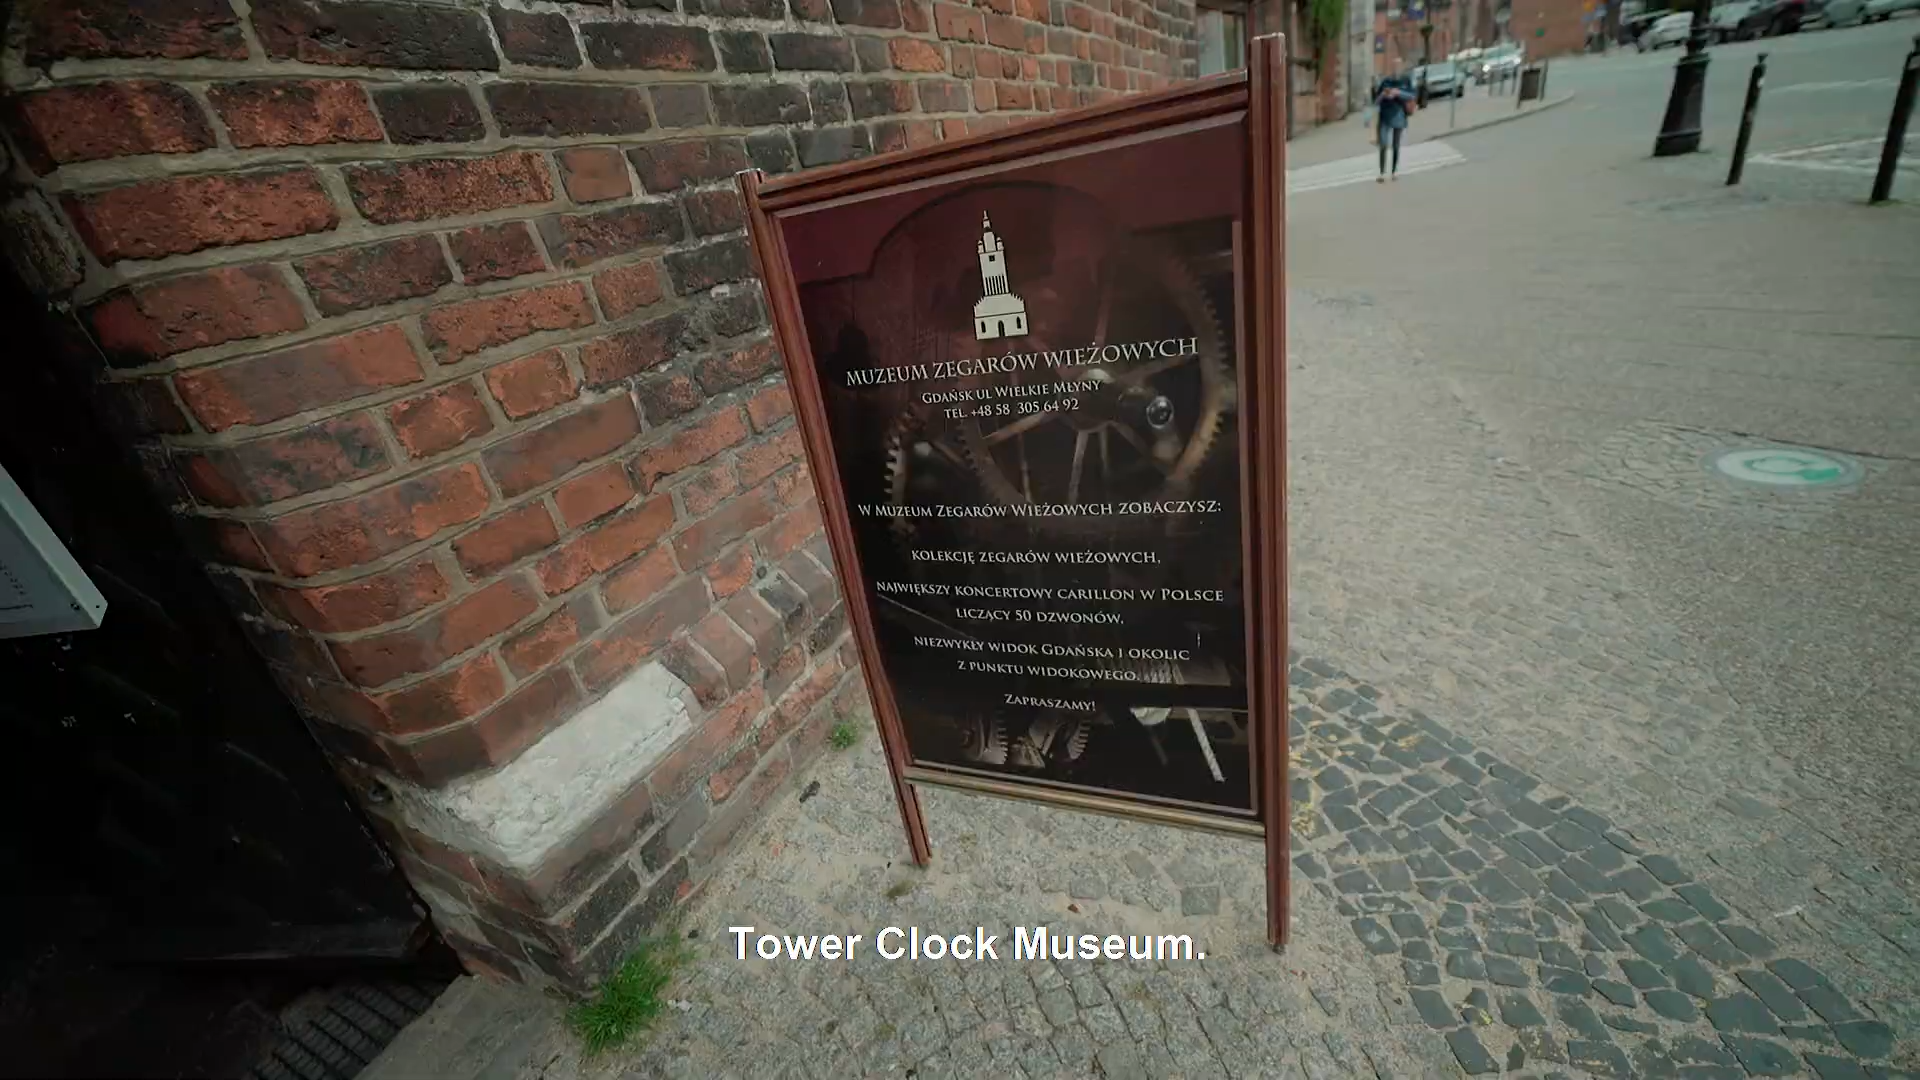 MUZEUM ZEGARÓW WIEŻOWYCH
GDAŃSK UL WIELKIE MŁYNY
TEL. +48 58 305 64 92
W MUZEUM ZEGARÓW WIEŻOWYCH ZOBACZYSZ:
KOLEKCJĘ ZEGARÓW WIEŻOWYCH,
NAJWIĘKSZY KONCERTOWY CARILLON W POLSCE
LICZĄCY 50 DZWONÓW,
NIEZWYKŁY WIDOK GDAŃSKA I OKOLIC
Z PUNKTU WIDOKOWEGO.
ZAPRASZAMY!
Tower Clock Museum.